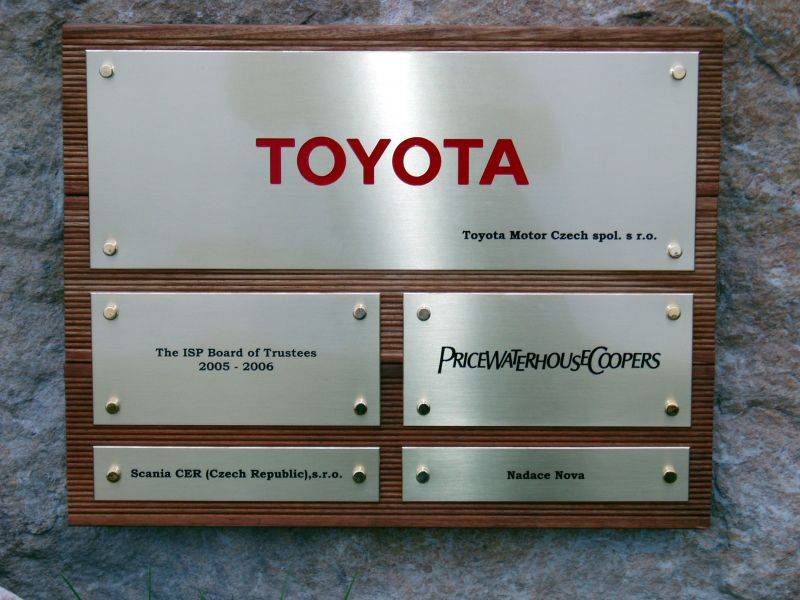 TOYOTA
Toyota Motor Czech spol. s r.o.
The ISP Board of Trustees
2005 - 2006
PRICEWATERHOUSECOOPERS
Scania CER (Czech Republic),s.r.o.
Nadace Nova